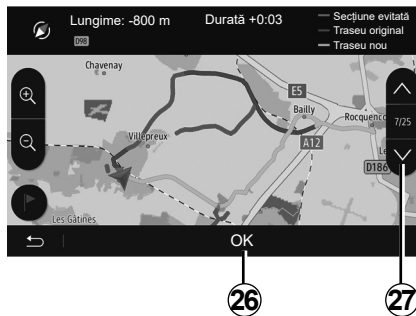 Lungime: -800 m
Durată +0:03
Secțiune evitată
Traseu original
Traseu nou
D98
Chavenay
E5
Bailly
7/25
Villepreux
A12
D186
Les Gâtines
OK
26
27